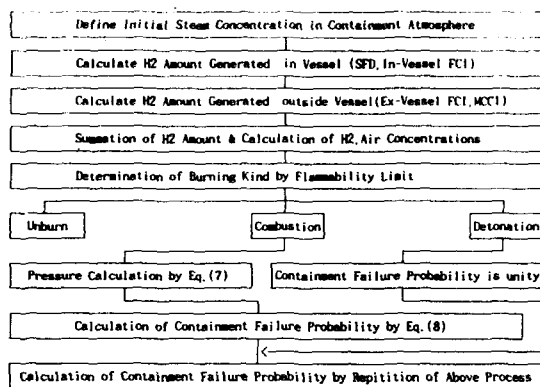 Define Initial Steam Concentration in Containment Atmosphere
Calculate H2 Amount Generated in Vessel (SFD,In-Vessel FCI)
Calculate H2 Amount Generated outside Vessel(Ex-Vessel FCI,MCCI)
Summation of H2 Amount & Calculation of H2,Air Concentrations
Determination of Burning Kind by Flammability Limit
Unburn
Combustion
Detonation
Pressure Calculation by Eq.(7)
Containment Failure Probability is unity
Calculation of Containment Failure Probability by Eq.(8)
Calculation of Containment Failure Probability by Repitition of Above Process